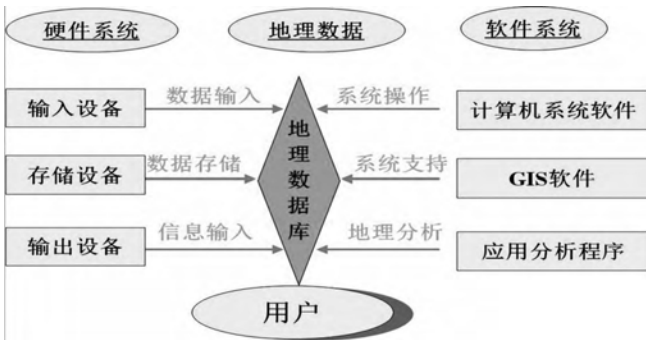 硬件系统 地理数据 软件系统
输入设备 数据输入 系统操作 计算机系统软件
地理数据库
存储设备 数据存储 系统支持 GIS软件
输出设备 信息输入 地理分析 应用分析程序
用户